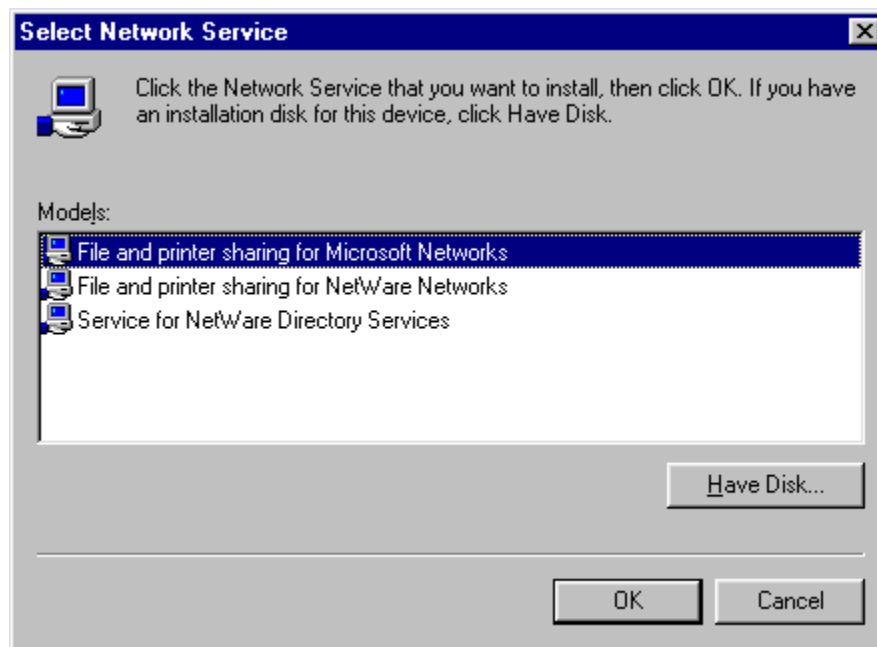 Select Network Service
Click the Network Service that you want to install, then click OK. If you have
an installation disk for this device, click Have Disk.
Models:
File and printer sharing for Microsoft Networks
File and printer sharing for NetWare Networks
Service for NetWare Directory Services
Have Disk...
OK
Cancel